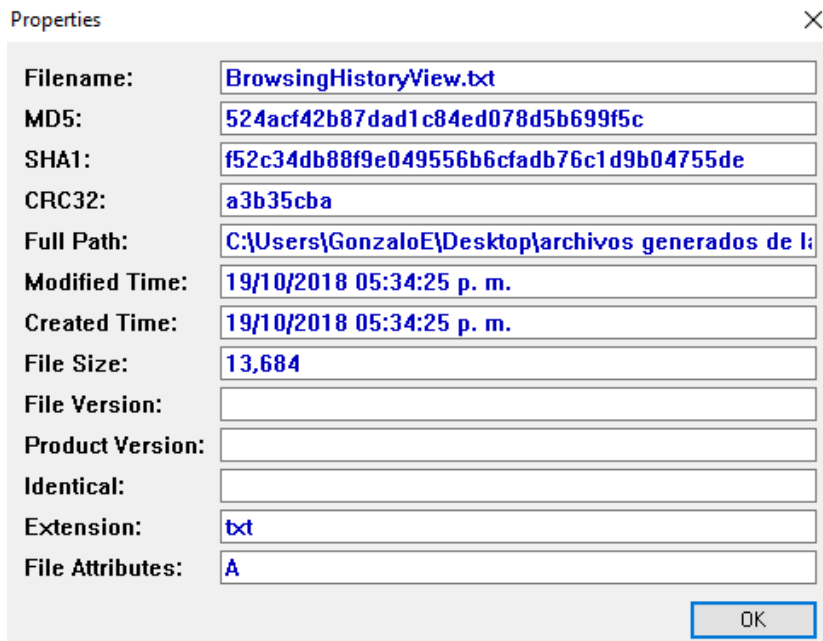 Properties
Filename: BrowsingHistoryView.txt
MD5: 524acf42b87dad1c84ed078d5b699f5c
SHA1: f52c34db88f9e049556b6cfadb76c1d9b04755de
CRC32: a3b35cba
Full Path: C:\Users\GonzaloE\Desktop\archivos generados de la
Modified Time: 19/10/2018 05:34:25 p. m.
Created Time: 19/10/2018 05:34:25 p. m.
File Size: 13,684
File Version:
Product Version:
Identical:
Extension: txt
File Attributes: A
OK